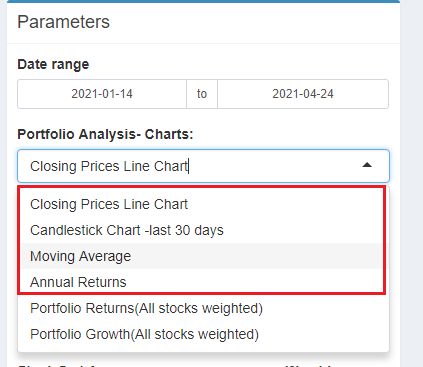 Parameters
Date range
2021-01-14 to 2021-04-24
Portfolio Analysis- Charts:
Closing Prices Line Chart
Closing Prices Line Chart
Candlestick Chart -last 30 days
Moving Average
Annual Returns
Portfolio Returns(All stocks weighted)
Portfolio Growth(All stocks weighted)